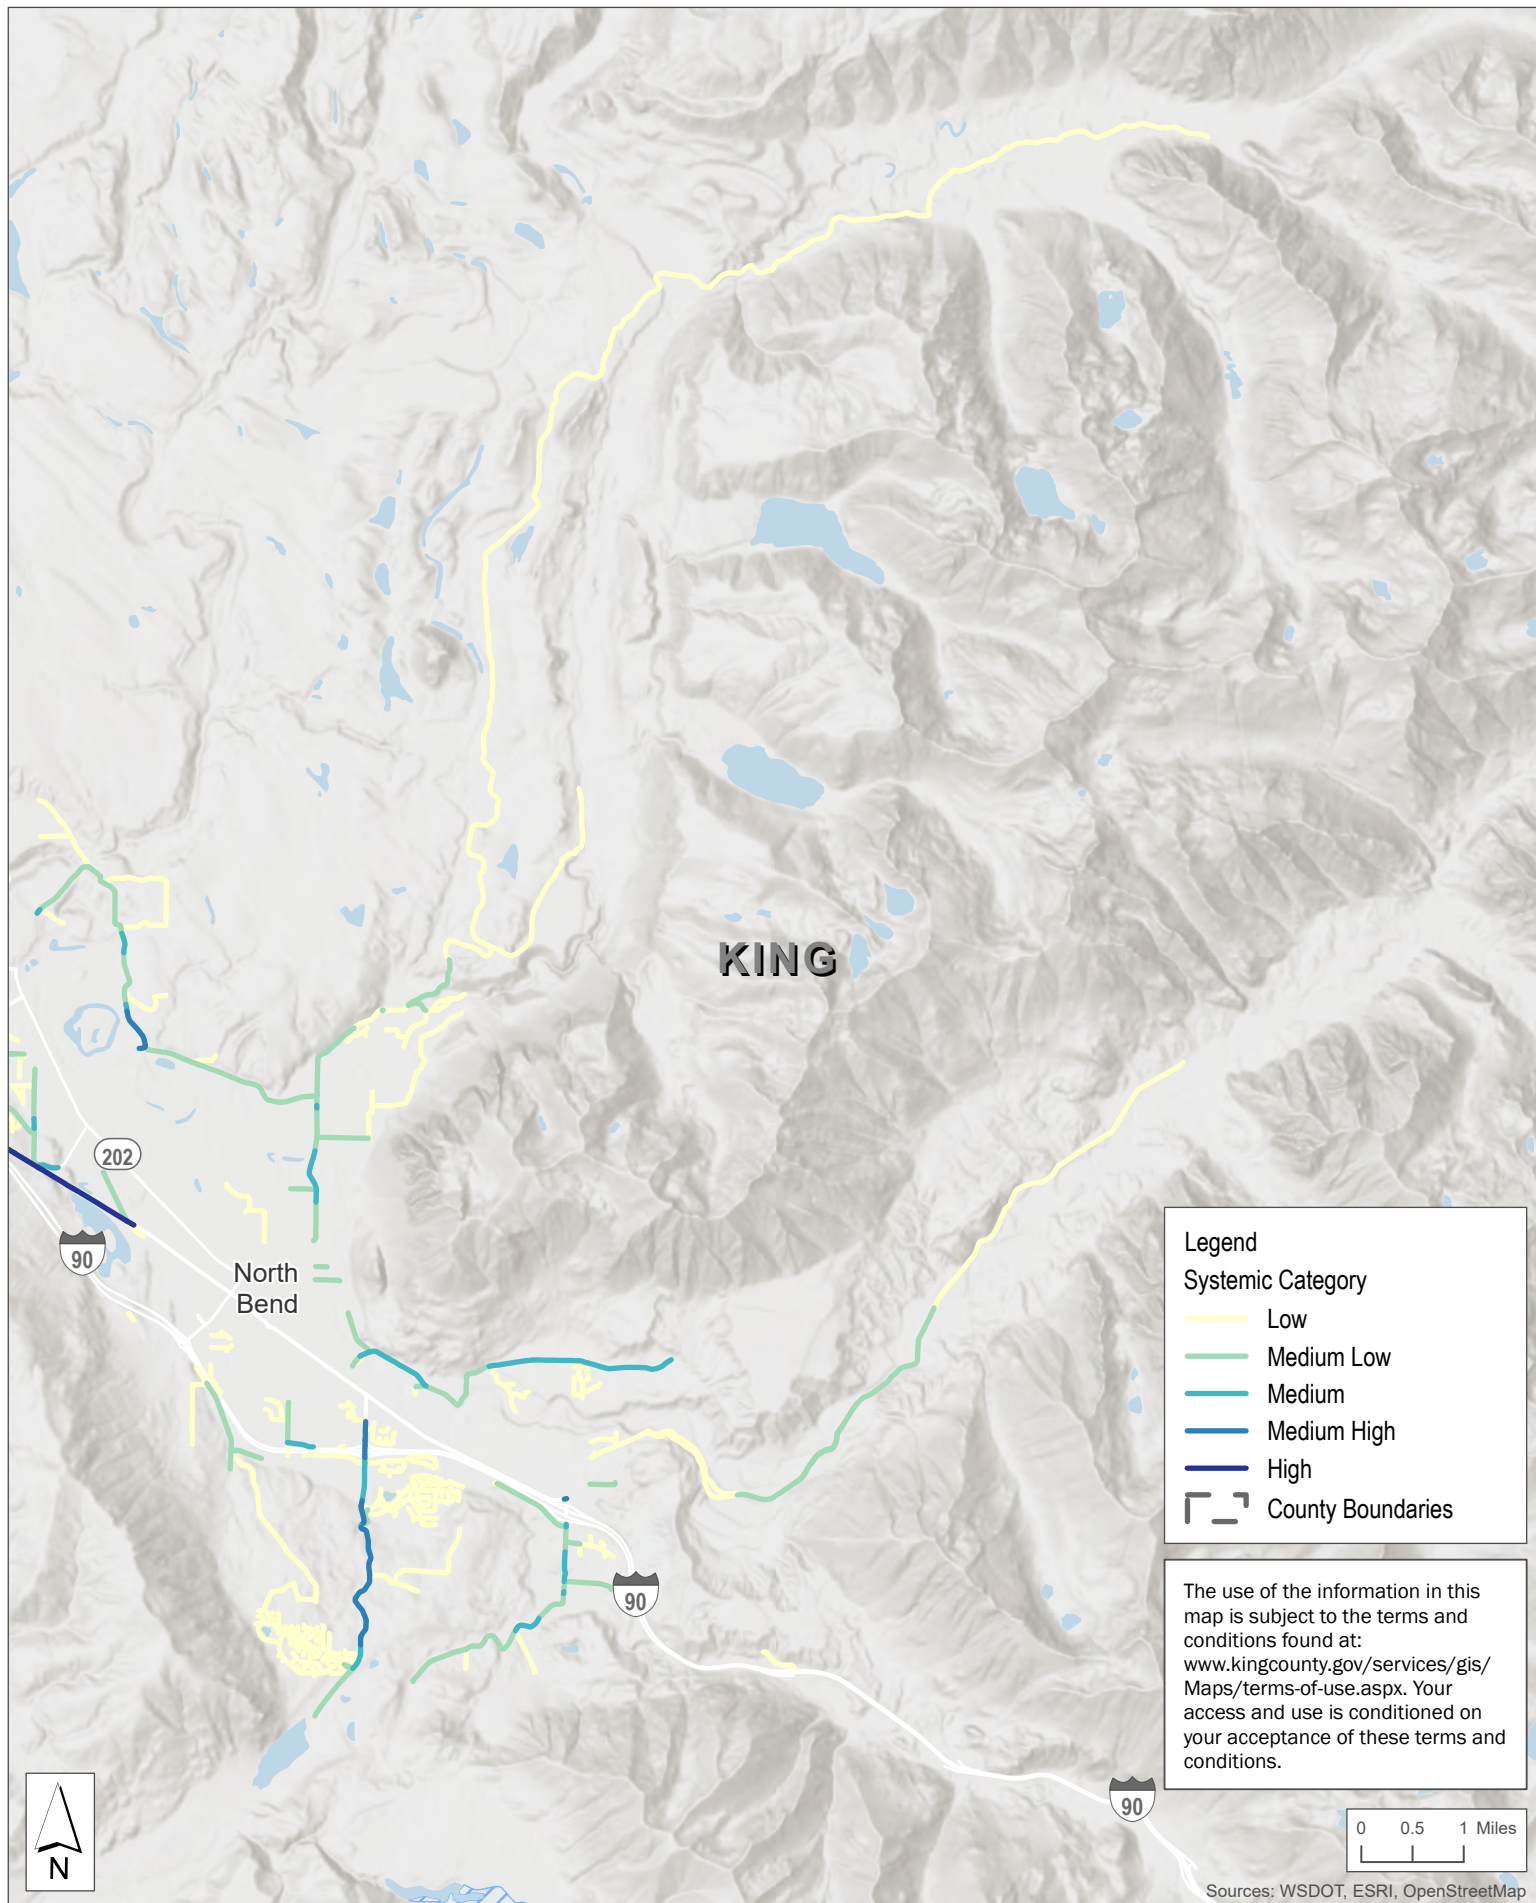 KING
202
90
North
Bend
90
90
Legend
Systemic Category
Low
Medium Low
Medium
Medium High
High
County Boundaries
The use of the information in this
map is subject to the terms and
conditions found at:
www.kingcounty.gov/services/gis/
Maps/terms-of-use.aspx. Your
access and use is conditioned on
your acceptance of these terms and
conditions.
N
0 0.5 1 Miles
Sources: WSDOT, ESRI, OpenStreetMap